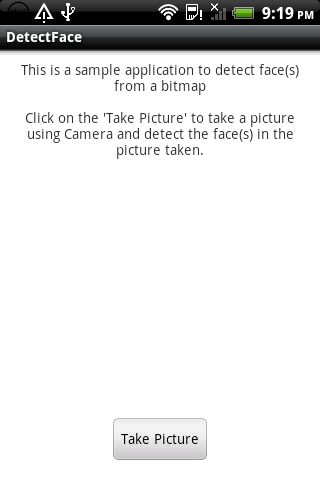 9:19 PM
DetectFace
This is a sample application to detect face(s)
from a bitmap
Click on the 'Take Picture' to take a picture
using Camera and detect the face(s) in the
picture taken.
Take Picture